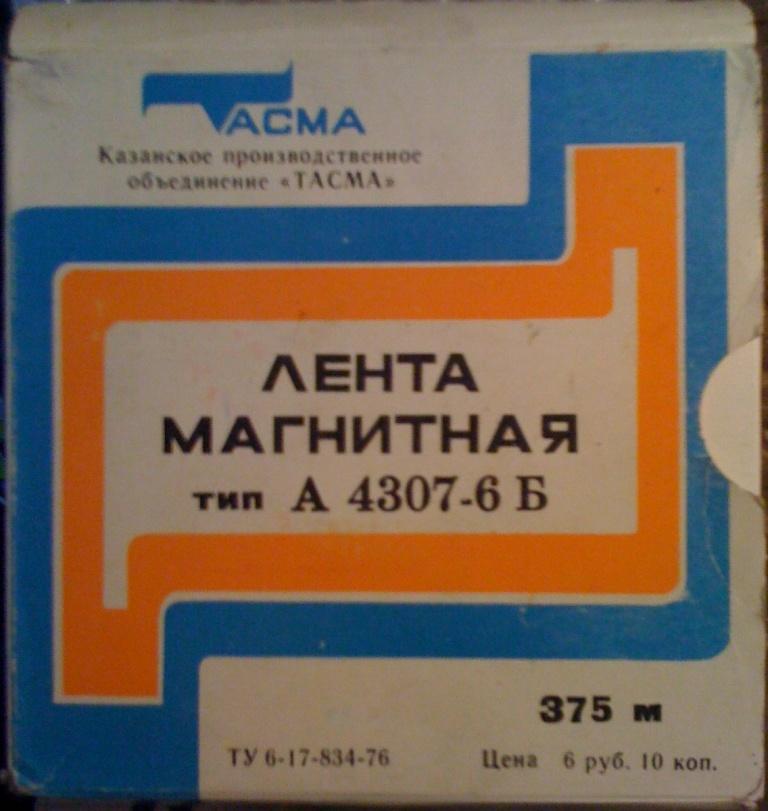 ТАСМА
Казанское производственное
объединение «ТАСМА»
ЛЕНТА
МАГНИТНАЯ
тип А 4307-6 Б
375 м
ТУ 6-17-834-76 Цена 6 руб. 10 коп.